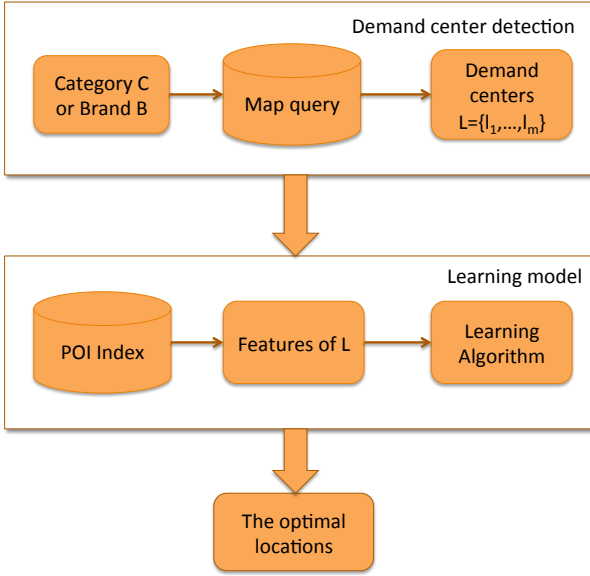 Demand center detection
Category C
or Brand B
Map query
Demand
centers
L={l₁,...,lₘ}
Learning model
POI Index
Features of L
Learning
Algorithm
The optimal
locations